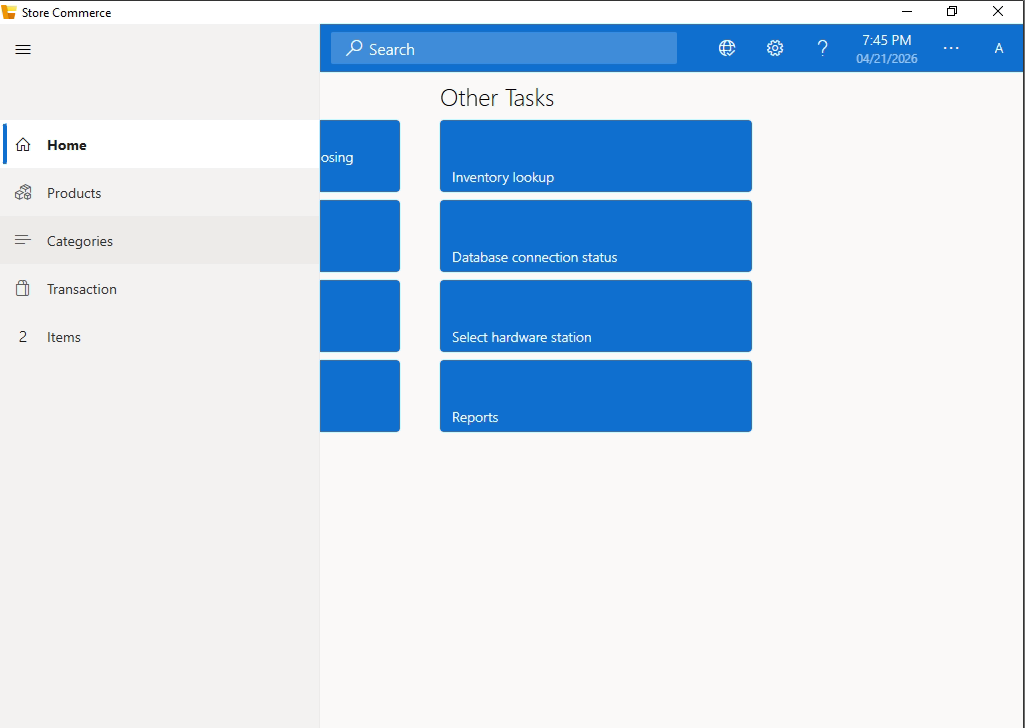 Store Commerce
Search
?
7:45 PM
04/21/2026
...
A
Home
Products
Categories
Transaction
2 Items
Other Tasks
osing
Inventory lookup
Database connection status
Select hardware station
Reports